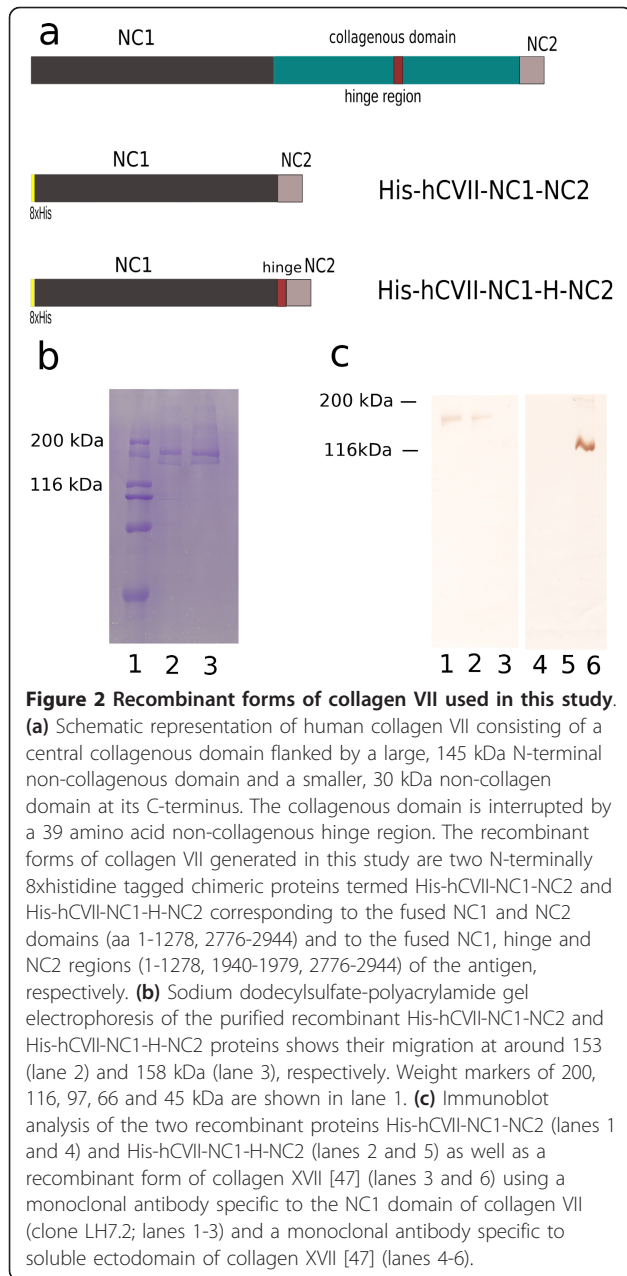 a
NC1
collagenous domain
NC2
hinge region
NC1
NC2
His-hCVII-NC1-NC2
8xHis
NC1
hinge NC2
His-hCVII-NC1-H-NC2
8xHis
b
200 kDa
116 kDa
1 2 3
c
200 kDa
116kDa
1 2 3 4 5 6
Figure 2 Recombinant forms of collagen VII used in this study.
(a) Schematic representation of human collagen VII consisting of a
central collagenous domain flanked by a large, 145 kDa N-terminal
non-collagenous domain and a smaller, 30 kDa non-collagen
domain at its C-terminus. The collagenous domain is interrupted by
a 39 amino acid non-collagenous hinge region. The recombinant
forms of collagen VII generated in this study are two N-terminally
8xhistidine tagged chimeric proteins termed His-hCVII-NC1-NC2 and
His-hCVII-NC1-H-NC2 corresponding to the fused NC1 and NC2
domains (aa 1-1278, 2776-2944) and to the fused NC1, hinge and
NC2 regions (1-1278, 1940-1979, 2776-2944) of the antigen,
respectively. (b) Sodium dodecylsulfate-polyacrylamide gel
electrophoresis of the purified recombinant His-hCVII-NC1-NC2 and
His-hCVII-NC1-H-NC2 proteins shows their migration at around 153
(lane 2) and 158 kDa (lane 3), respectively. Weight markers of 200,
116, 97, 66 and 45 kDa are shown in lane 1. (c) Immunoblot
analysis of the two recombinant proteins His-hCVII-NC1-NC2 (lanes 1
and 4) and His-hCVII-NC1-H-NC2 (lanes 2 and 5) as well as a
recombinant form of collagen XVII [47] (lanes 3 and 6) using a
monoclonal antibody specific to the NC1 domain of collagen VII
(clone LH7.2; lanes 1-3) and a monoclonal antibody specific to
soluble ectodomain of collagen XVII [47] (lanes 4-6).